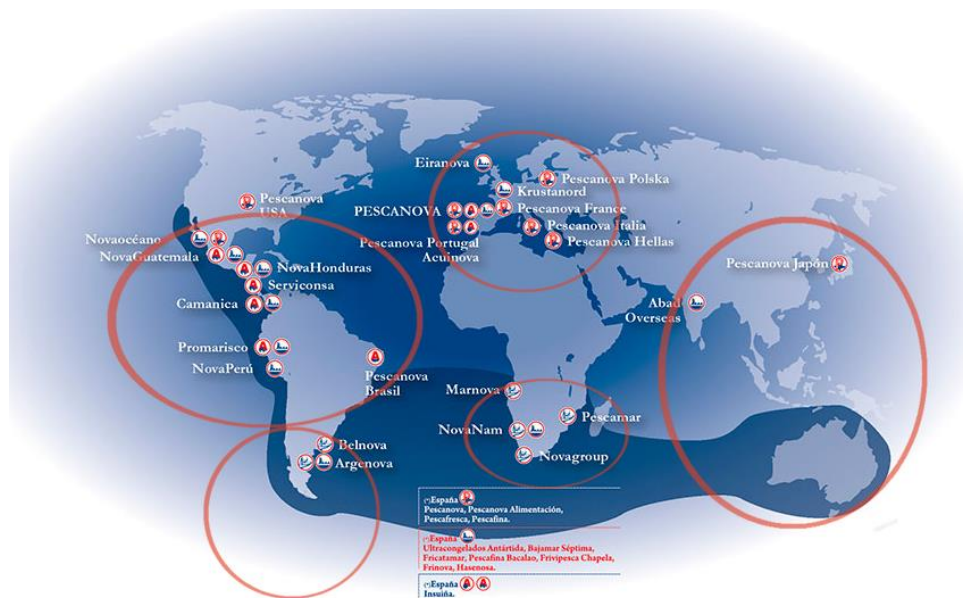 Eiranova
Pescanova Polska
Krustanord
Pescanova
USA
PESCANOVA
Pescanova France
Pescanova Portugal
Acuinova
Pescanova Italia
Pescanova Hellas
Novaocéano
NovaGuatemala
NovaHonduras
Serviconsa
Pescanova Japón
Camanica
Abad
Overseas
Promarisco
NovaPerú
Pescanova
Brasil
Marnova
Pescamar
NovaNam
Novagroup
Belnova
Argenova
(*)España
Pescanova, Pescanova Alimentación,
Pescafresca, Pescafina.
(*)España
Ultracongelados Antártida, Bajamar Séptima,
Fricatamar, Pescafina Bacalao, Frivipesca Chapela,
Frinova, Hasenosa.
(*)España
Insuiña.